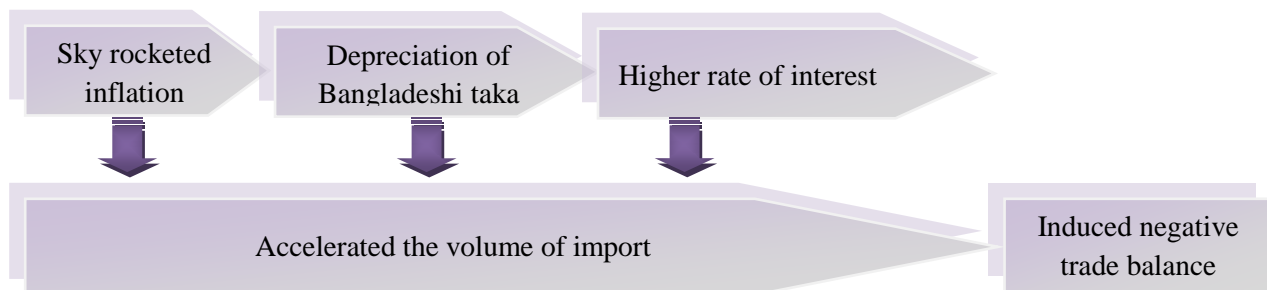 Sky rocketed
inflation
Depreciation of
Bangladeshi taka
Higher rate of interest
Accelerated the volume of import
Induced negative
trade balance